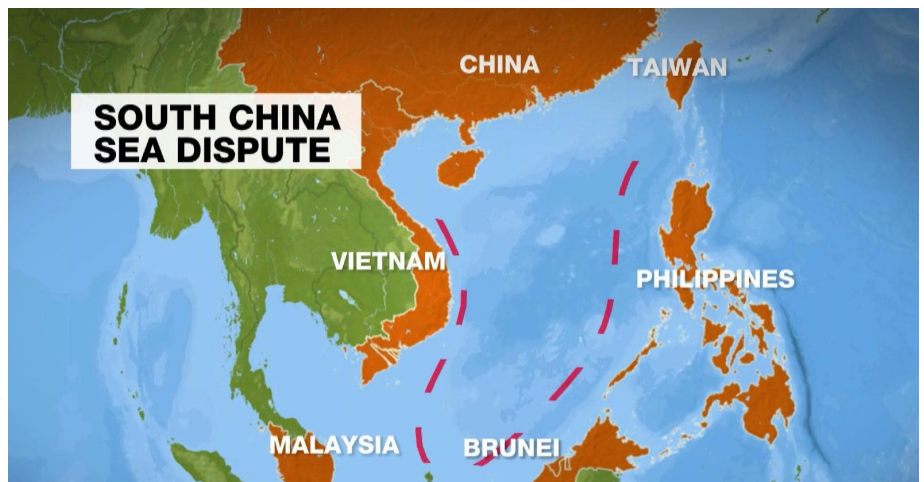 CHINA
TAIWAN
SOUTH CHINA
SEA DISPUTE
VIETNAM
PHILIPPINES
MALAYSIA
BRUNEI